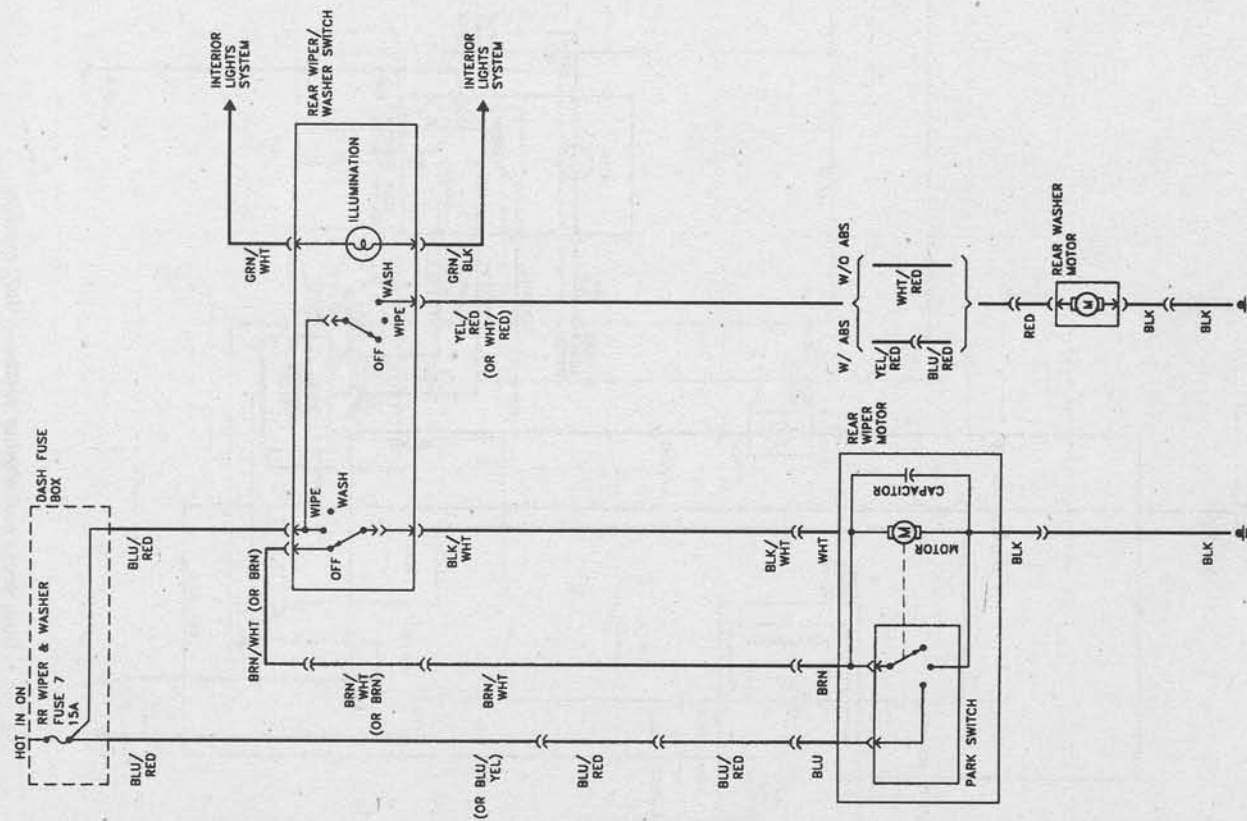 HOT IN ON
RR WIPER & WASHER
FUSE 7
15A
DASH FUSE
BOX
BLU/
RED
BLU/
RED
BRN/WHT (OR BRN)
OFF
WIPE
WASH
OFF
WIPE
WASH
ILLUMINATION
REAR WIPER/
WASHER SWITCH
GRN/
WHT
INTERIOR
LIGHTS
SYSTEM
GRN/
BLK
INTERIOR
LIGHTS
SYSTEM
BRN/
WHT
(OR BRN)
BLK/
WHT
YEL/
RED
(OR WHT/
RED)
(OR BLU/
YEL)
BRN/
WHT
BLU/
RED
BLU/
RED
BLU
BRN
BLK/
WHT
WHT
W/ ABS
W/O ABS
YEL/
RED
BLU/
RED
WHT/
RED
REAR
WIPER
MOTOR
CAPACITOR
M
MOTOR
PARK SWITCH
RED
REAR WASHER
MOTOR
M
BLK
BLK
BLK
BLK